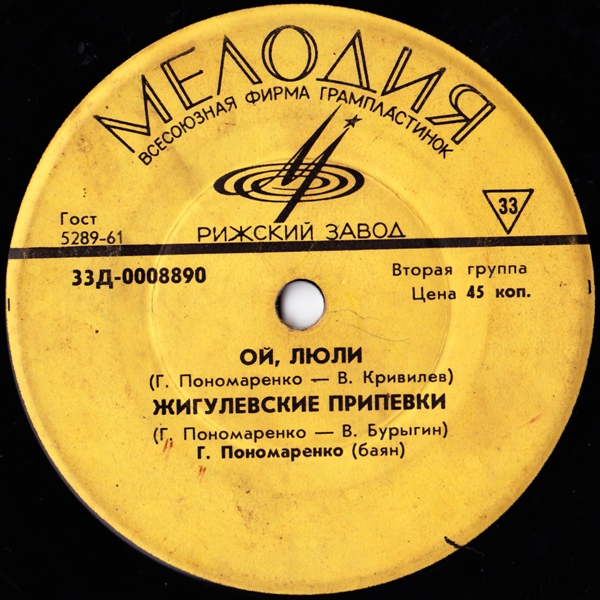 МЕЛОДИЯ
ВСЕСОЮЗНАЯ ФИРМА ГРАМПЛАСТИНОК
33
Гост
5289-61
РИЖСКИЙ ЗАВОД
33Д-0008890
Вторая группа
Цена 45 коп.
ОЙ, ЛЮЛИ
(Г. Пономаренко — В. Кривилев)
ЖИГУЛЕВСКИЕ ПРИПЕВКИ
(Г. Пономаренко — В. Бурыгин)
Г. Пономаренко (баян)